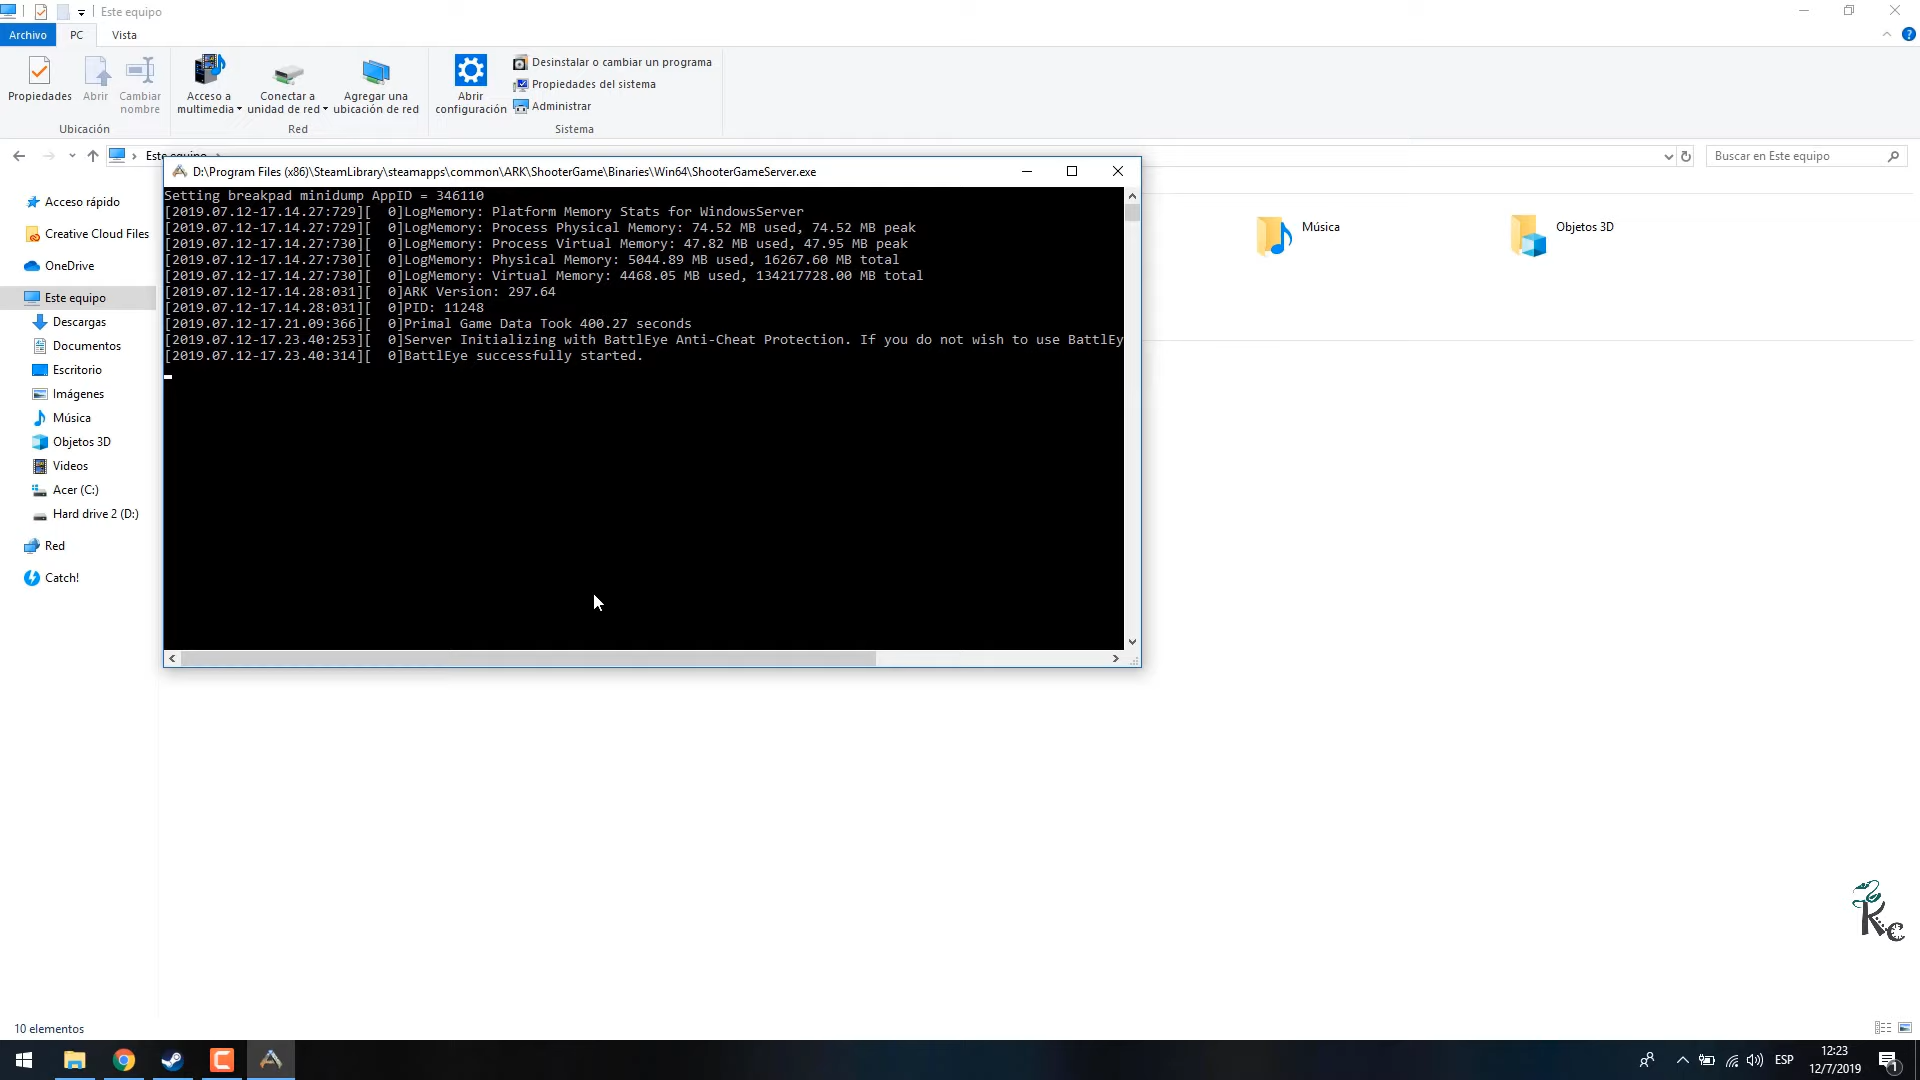 Este equipo
Archivo PC Vista
Propiedades Abrir Cambiar nombre
Ubicación
Acceso a multimedia Conectar a unidad de red Agregar una ubicación de red
Red
Abrir configuración
Desinstalar o cambiar un programa
Propiedades del sistema
Administrar
Sistema
Este equipo
Buscar en Este equipo
Acceso rápido
Creative Cloud Files
OneDrive
Este equipo
Descargas
Documentos
Escritorio
Imágenes
Música
Objetos 3D
Videos
Acer (C:)
Hard drive 2 (D:)
Red
Catch!
D:\Program Files (x86)\SteamLibrary\steamapps\common\ARK\ShooterGame\Binaries\Win64\ShooterGameServer.exe
Setting breakpad minidump AppID = 346110
[2019.07.12-17.14.27:729][  0]LogMemory: Platform Memory Stats for WindowsServer
[2019.07.12-17.14.27:729][  0]LogMemory: Process Physical Memory: 74.52 MB used, 74.52 MB peak
[2019.07.12-17.14.27:730][  0]LogMemory: Process Virtual Memory: 47.82 MB used, 47.95 MB peak
[2019.07.12-17.14.27:730][  0]LogMemory: Physical Memory: 5044.89 MB used, 16267.60 MB total
[2019.07.12-17.14.27:730][  0]LogMemory: Virtual Memory: 4468.05 MB used, 134217728.00 MB total
[2019.07.12-17.14.28:031][  0]ARK Version: 297.64
[2019.07.12-17.14.28:031][  0]PID: 11248
[2019.07.12-17.21.09:366][  0]Primal Game Data Took 400.27 seconds
[2019.07.12-17.23.40:253][  0]Server Initializing with BattlEye Anti-Cheat Protection. If you do not wish to use BattlEy
[2019.07.12-17.23.40:314][  0]BattlEye successfully started.
Música
Objetos 3D
Kc
10 elementos
ESP
12:23
12/7/2019
1